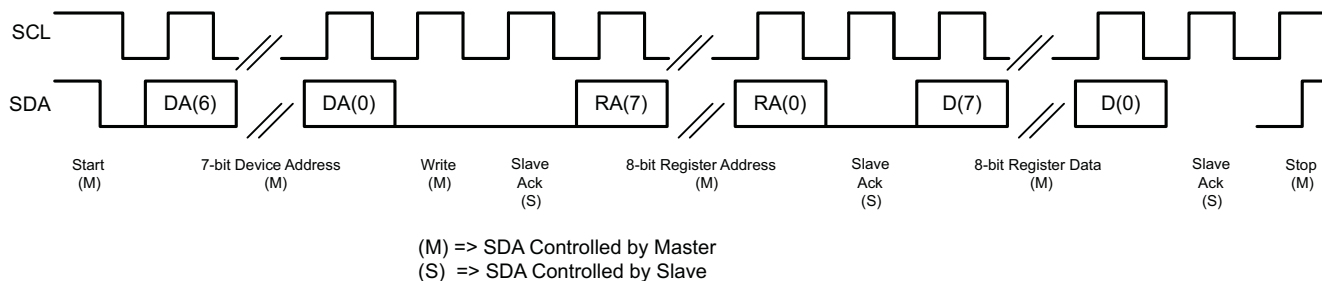 SCL
SDA
DA(6)
DA(0)
RA(7)
RA(0)
D(7)
D(0)
Start
(M)
7-bit Device Address
(M)
Write
(M)
Slave
Ack
(S)
8-bit Register Address
(M)
Slave
Ack
(S)
8-bit Register Data
(M)
Slave
Ack
(S)
Stop
(M)
(M) => SDA Controlled by Master
(S) => SDA Controlled by Slave